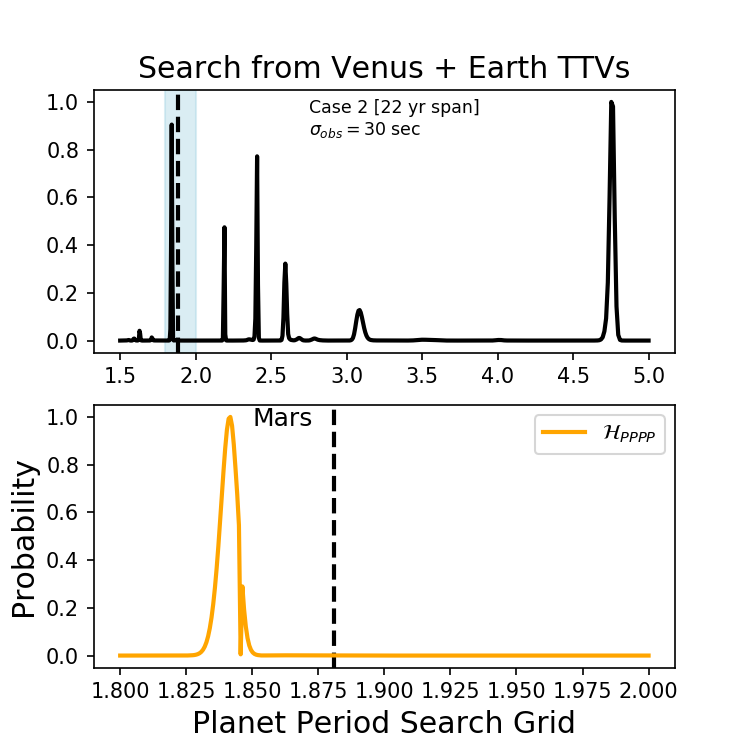 Search from Venus + Earth TTVs
Case 2 [22 yr span]
σ_obs = 30 sec
1.0
0.8
0.6
0.4
0.2
0.0
1.5 2.0 2.5 3.0 3.5 4.0 4.5 5.0
Mars
ℋ_PPPP
1.0
0.8
0.6
0.4
0.2
0.0
Probability
1.800 1.825 1.850 1.875 1.900 1.925 1.950 1.975 2.000
Planet Period Search Grid